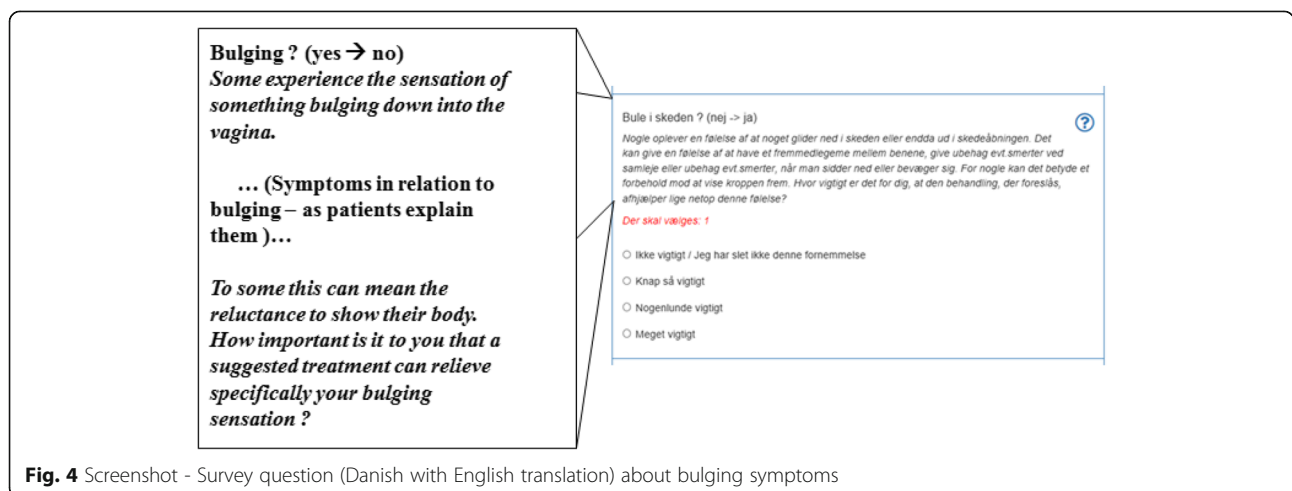 Bulging ? (yes → no)
Some experience the sensation of
something bulging down into the
vagina.
... (Symptoms in relation to
bulging – as patients explain
them )...
To some this can mean the
reluctance to show their body.
How important is it to you that a
suggested treatment can relieve
specifically your bulging
sensation ?
Bule i skeden ? (nej -> ja)
?
Nogle oplever en følelse af at noget glider ned i skeden eller endda ud i skedeåbningen. Det
kan give en følelse af at have et fremmedlegeme mellem benene, give ubehag evt.smerter ved
samleje eller ubehag evt.smerter, når man sidder ned eller bevæger sig. For nogle kan det betyde et
forbehold mod at vise kroppen frem. Hvor vigtigt er det for dig, at den behandling, der foreslås,
afhjælper lige netop denne følelse?
Der skal vælges: 1
Ikke vigtigt / Jeg har slet ikke denne fornemmelse
Knap så vigtigt
Nogenlunde vigtigt
Meget vigtigt
Fig. 4 Screenshot - Survey question (Danish with English translation) about bulging symptoms